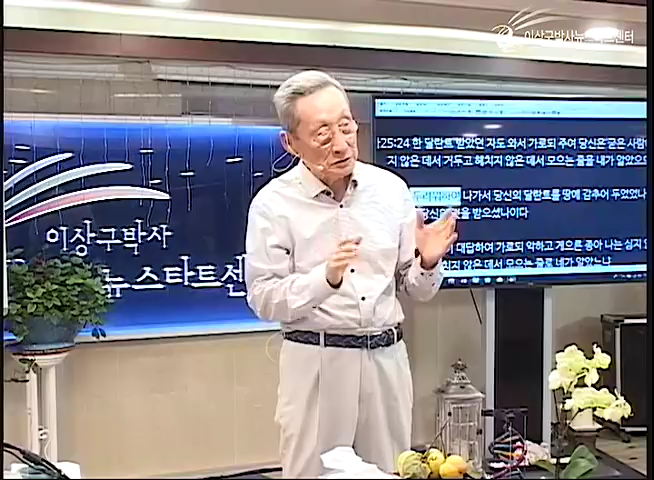 이상구박사뉴스타트센터
25:24 한 달란트 받았던 자도 와서 가로되 주여 당신은 굳은 사람
지 않은 데서 거두고 헤치지 않은 데서 모으는 줄을 내가 알았으
나가서 당신의 달란트를 땅에 감추어 두었었나
받으셨나이다
대답하여 가로되 악하고 게으른 종아 나는 심지
않은 데서 모으는 줄로 네가 알았느냐
이상구박사
뉴스타트센